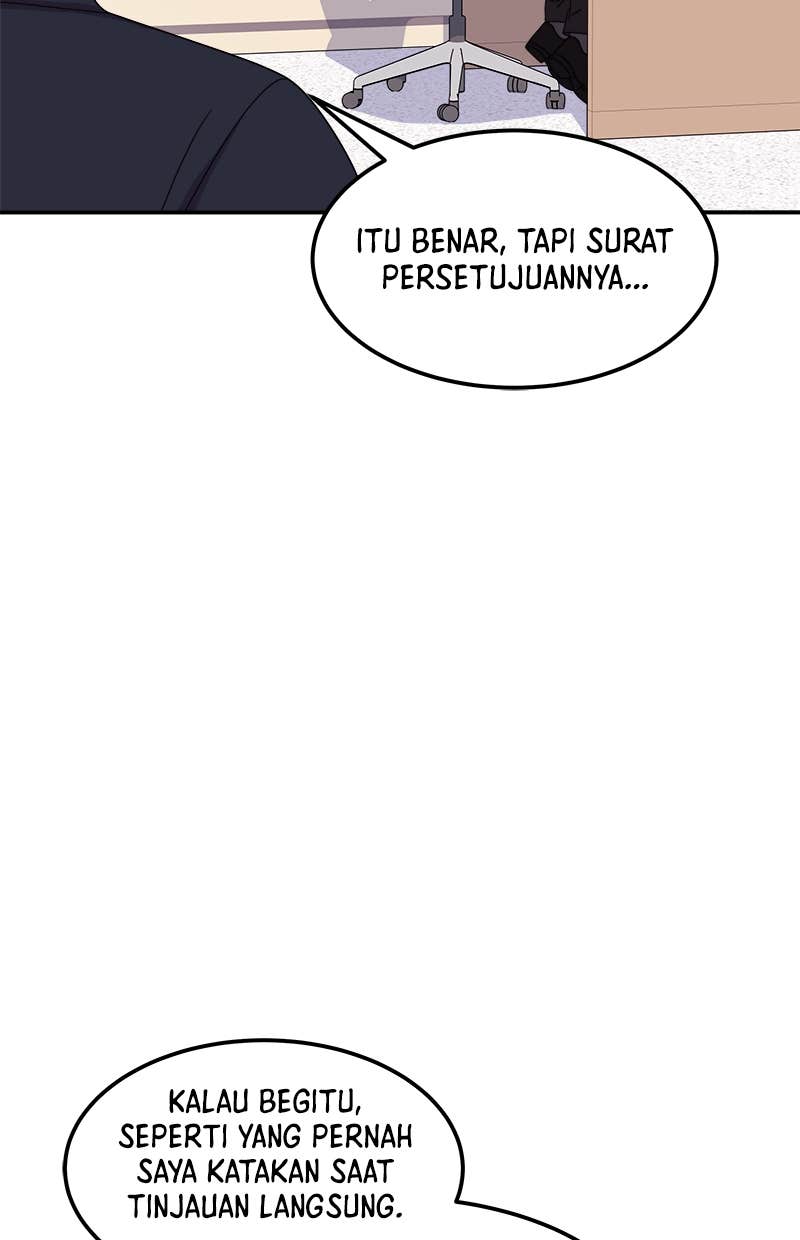 ITU BENAR, TAPI SURAT
PERSETUJUANNYA...
KALAU BEGITU,
SEPERTI YANG PERNAH
SAYA KATAKAN SAAT
TINJAUAN LANGSUNG.